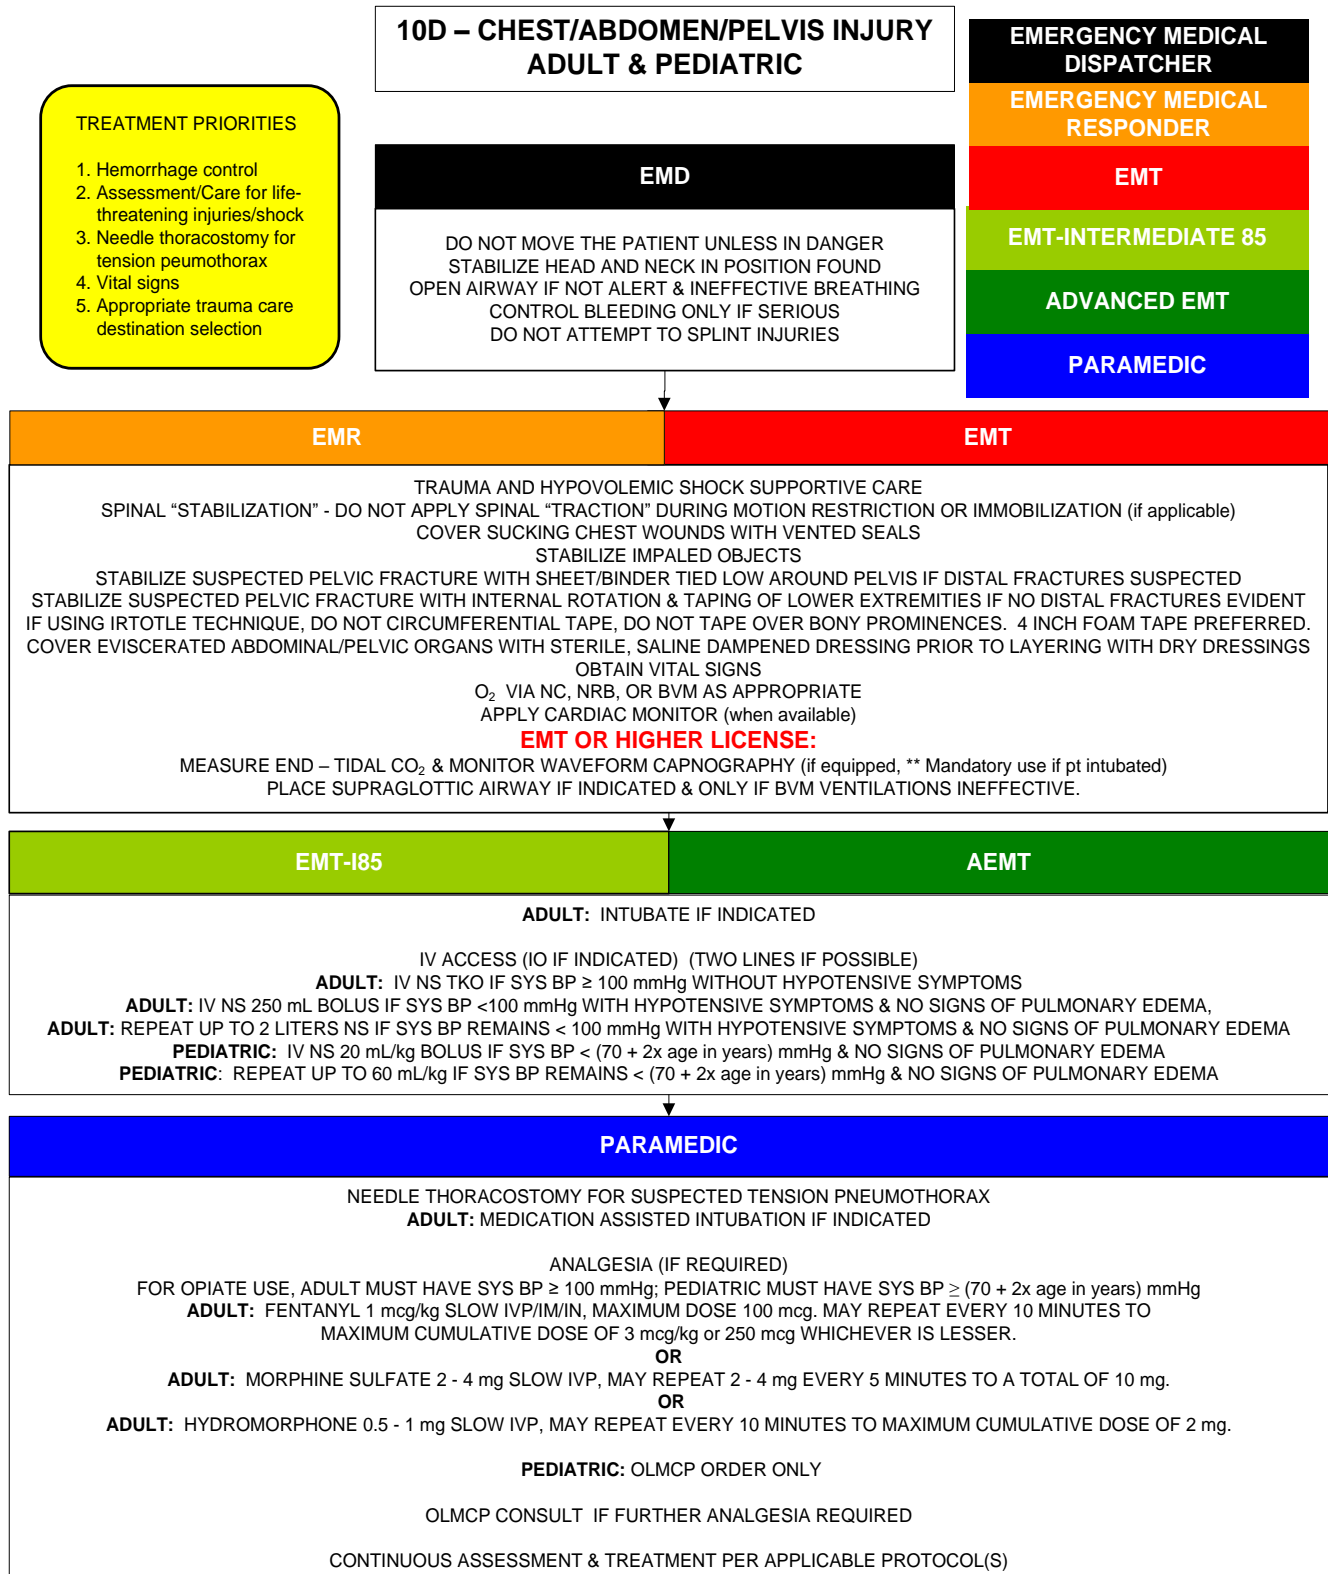 10D – CHEST/ABDOMEN/PELVIS INJURY
ADULT & PEDIATRIC
EMERGENCY MEDICAL
DISPATCHER
EMERGENCY MEDICAL
RESPONDER
EMT
EMT-INTERMEDIATE 85
ADVANCED EMT
PARAMEDIC
TREATMENT PRIORITIES
1. Hemorrhage control
2. Assessment/Care for life-
threatening injuries/shock
3. Needle thoracostomy for
tension peumothorax
4. Vital signs
5. Appropriate trauma care
destination selection
EMD
DO NOT MOVE THE PATIENT UNLESS IN DANGER
STABILIZE HEAD AND NECK IN POSITION FOUND
OPEN AIRWAY IF NOT ALERT & INEFFECTIVE BREATHING
CONTROL BLEEDING ONLY IF SERIOUS
DO NOT ATTEMPT TO SPLINT INJURIES
EMR
EMT
TRAUMA AND HYPOVOLEMIC SHOCK SUPPORTIVE CARE
SPINAL “STABILIZATION” - DO NOT APPLY SPINAL “TRACTION” DURING MOTION RESTRICTION OR IMMOBILIZATION (if applicable)
COVER SUCKING CHEST WOUNDS WITH VENTED SEALS
STABILIZE IMPALED OBJECTS
STABILIZE SUSPECTED PELVIC FRACTURE WITH SHEET/BINDER TIED LOW AROUND PELVIS IF DISTAL FRACTURES SUSPECTED
STABILIZE SUSPECTED PELVIC FRACTURE WITH INTERNAL ROTATION & TAPING OF LOWER EXTREMITIES IF NO DISTAL FRACTURES EVIDENT
IF USING IRTOTLE TECHNIQUE, DO NOT CIRCUMFERENTIAL TAPE, DO NOT TAPE OVER BONY PROMINENCES. 4 INCH FOAM TAPE PREFERRED.
COVER EVISCERATED ABDOMINAL/PELVIC ORGANS WITH STERILE, SALINE DAMPENED DRESSING PRIOR TO LAYERING WITH DRY DRESSINGS
OBTAIN VITAL SIGNS
O₂ VIA NC, NRB, OR BVM AS APPROPRIATE
APPLY CARDIAC MONITOR (when available)
EMT OR HIGHER LICENSE:
MEASURE END – TIDAL CO₂ & MONITOR WAVEFORM CAPNOGRAPHY (if equipped, ** Mandatory use if pt intubated)
PLACE SUPRAGLOTTIC AIRWAY IF INDICATED & ONLY IF BVM VENTILATIONS INEFFECTIVE.
EMT-I85
AEMT
ADULT: INTUBATE IF INDICATED
IV ACCESS (IO IF INDICATED) (TWO LINES IF POSSIBLE)
ADULT: IV NS TKO IF SYS BP ≥ 100 mmHg WITHOUT HYPOTENSIVE SYMPTOMS
ADULT: IV NS 250 mL BOLUS IF SYS BP <100 mmHg WITH HYPOTENSIVE SYMPTOMS & NO SIGNS OF PULMONARY EDEMA,
ADULT: REPEAT UP TO 2 LITERS NS IF SYS BP REMAINS < 100 mmHg WITH HYPOTENSIVE SYMPTOMS & NO SIGNS OF PULMONARY EDEMA
PEDIATRIC: IV NS 20 mL/kg BOLUS IF SYS BP < (70 + 2x age in years) mmHg & NO SIGNS OF PULMONARY EDEMA
PEDIATRIC: REPEAT UP TO 60 mL/kg IF SYS BP REMAINS < (70 + 2x age in years) mmHg & NO SIGNS OF PULMONARY EDEMA
PARAMEDIC
NEEDLE THORACOSTOMY FOR SUSPECTED TENSION PNEUMOTHORAX
ADULT: MEDICATION ASSISTED INTUBATION IF INDICATED
ANALGESIA (IF REQUIRED)
FOR OPIATE USE, ADULT MUST HAVE SYS BP ≥ 100 mmHg; PEDIATRIC MUST HAVE SYS BP ≥ (70 + 2x age in years) mmHg
ADULT: FENTANYL 1 mcg/kg SLOW IVP/IM/IN, MAXIMUM DOSE 100 mcg. MAY REPEAT EVERY 10 MINUTES TO
MAXIMUM CUMULATIVE DOSE OF 3 mcg/kg or 250 mcg WHICHEVER IS LESSER.
OR
ADULT: MORPHINE SULFATE 2 - 4 mg SLOW IVP, MAY REPEAT 2 - 4 mg EVERY 5 MINUTES TO A TOTAL OF 10 mg.
OR
ADULT: HYDROMORPHONE 0.5 - 1 mg SLOW IVP, MAY REPEAT EVERY 10 MINUTES TO MAXIMUM CUMULATIVE DOSE OF 2 mg.
PEDIATRIC: OLMCP ORDER ONLY
OLMCP CONSULT IF FURTHER ANALGESIA REQUIRED
CONTINUOUS ASSESSMENT & TREATMENT PER APPLICABLE PROTOCOL(S)